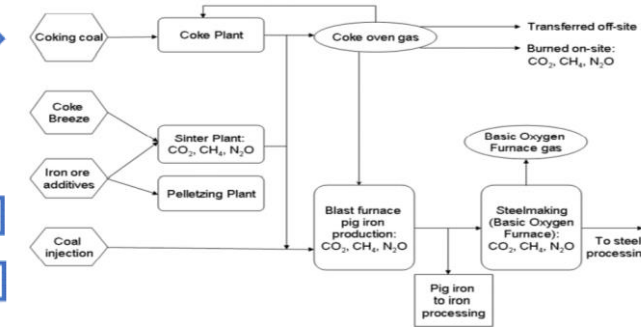 Coking coal
Coke Plant
Coke oven gas
Transferred off-site
Burned on-site:
CO₂, CH₄, N₂O
Coke
Breeze
Sinter Plant:
CO₂, CH₄, N₂O
Basic Oxygen
Furnace gas
Iron ore
additives
Pelletzing Plant
Blast furnace
pig iron
production:
CO₂, CH₄, N₂O
Steelmaking
(Basic Oxygen
Furnace):
CO₂, CH₄, N₂O
Coal
injection
To steel
processin
Pig iron
to iron
processing